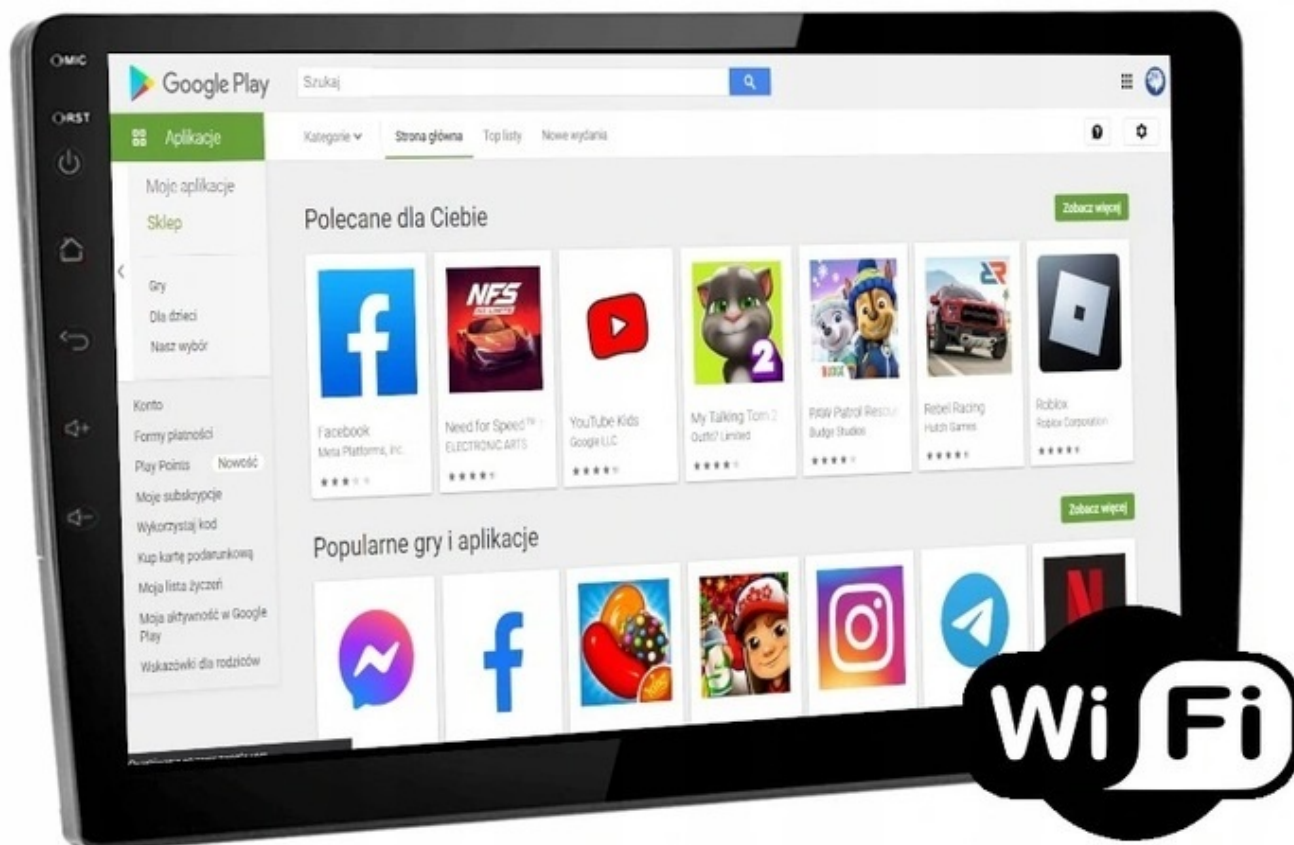 MIC
RST
Google Play
Szukaj
Aplikacje
Kategorie
Strona główna
Top listy
Nowe wydania
Moje aplikacje
Sklep
Gry
Dla dzieci
Nasz wybór
Konto
Formy płatności
Play Points
Nowość
Moje subskrypcje
Wykorzystaj kod
Kup kartę podarunkową
Moja lista życzeń
Moja aktywność w Google
Play
Wskazówki dla rodziców
Polecane dla Ciebie
Zobacz więcej
Facebook
Meta Platforms, Inc.
NFS
Need for Speed™
ELECTRONIC ARTS
YouTube Kids
Google LLC
2
My Talking Tom 2
Outfit7 Limited
BUDGE
PAW Patrol Rescue
Budge Studios
RR
Rebel Racing
Hutch Games
Roblox
Roblox Corporation
Popularne gry i aplikacje
Zobacz więcej
N
Wi Fi